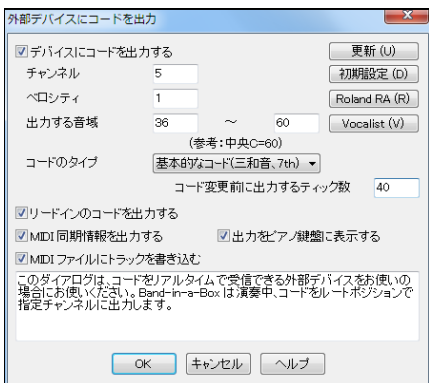 外部デバイスにコードを出力
デバイスにコードを出力する 更新(U)
チャンネル 5 初期設定(D)
ベロシティ 1 Roland RA (R)
出力する音域 36 ～ 60 Vocalist (V)
(参考:中央C=60)
コードのタイプ 基本的なコード(三和音、7th)
コード変更前に出力するティック数 40
リードインのコードを出力する
MIDI 同期情報を出力する 出力をピアノ鍵盤に表示する
MIDI ファイルにトラックを書き込む
このダイアログは、コードをリアルタイムで受信できる外部デバイスをお使いの
場合にお使いください。Band-in-a-Box は演奏中、コードをルートポジションで
指定チャンネルに出力します。
OK キャンセル ヘルプ